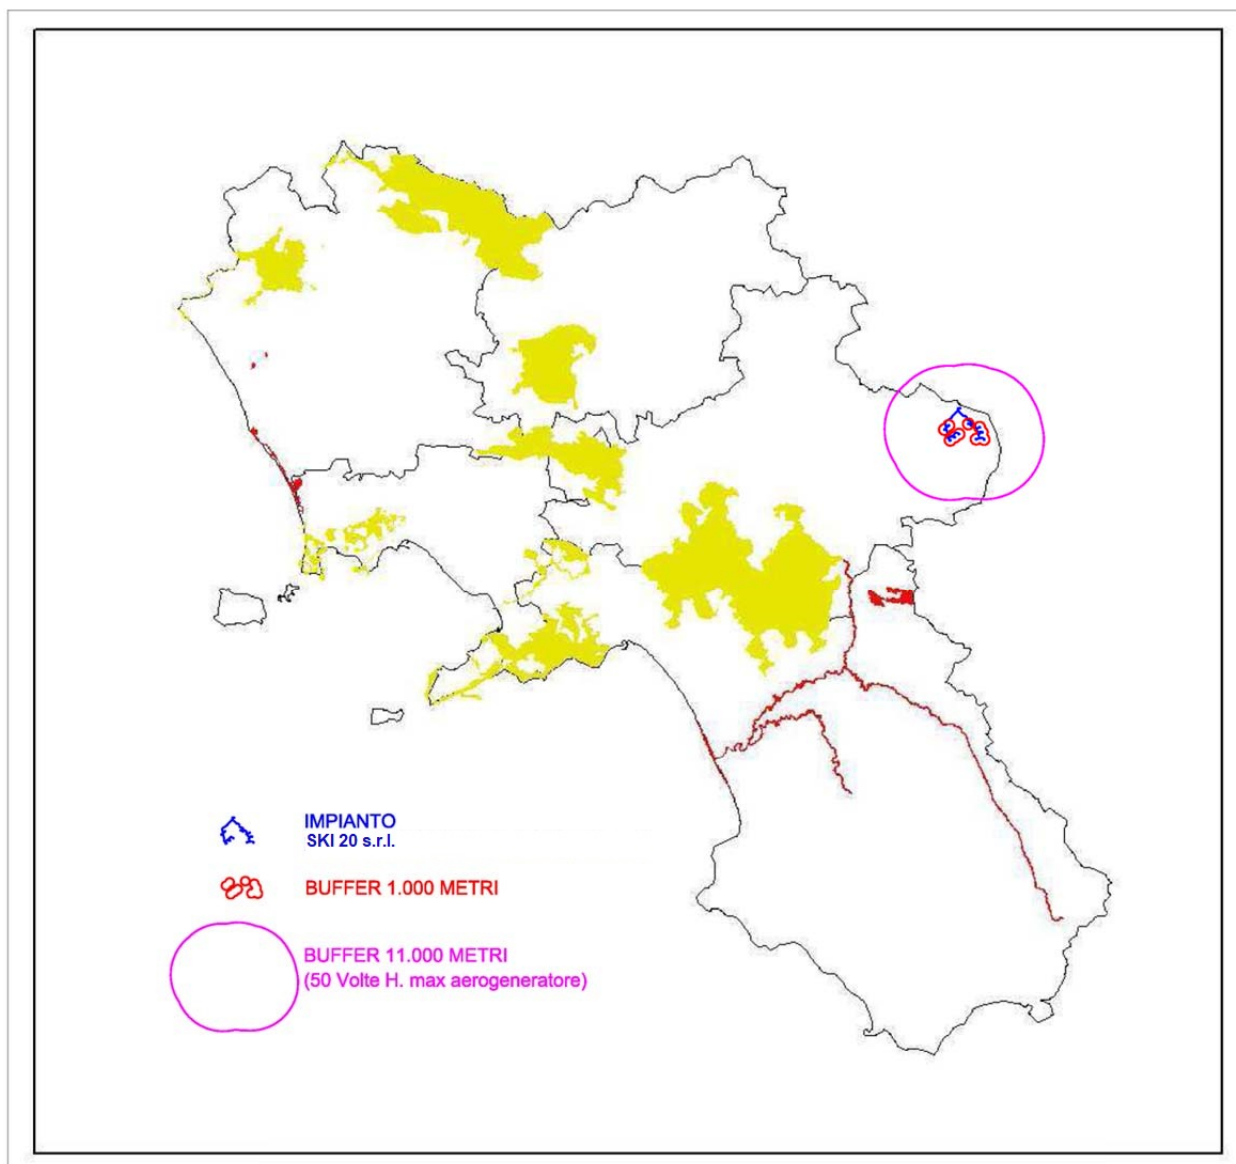 IMPIANTO
SKI 20 s.r.l.
BUFFER 1.000 METRI
BUFFER 11.000 METRI
(50 Volte H. max aerogeneratore)